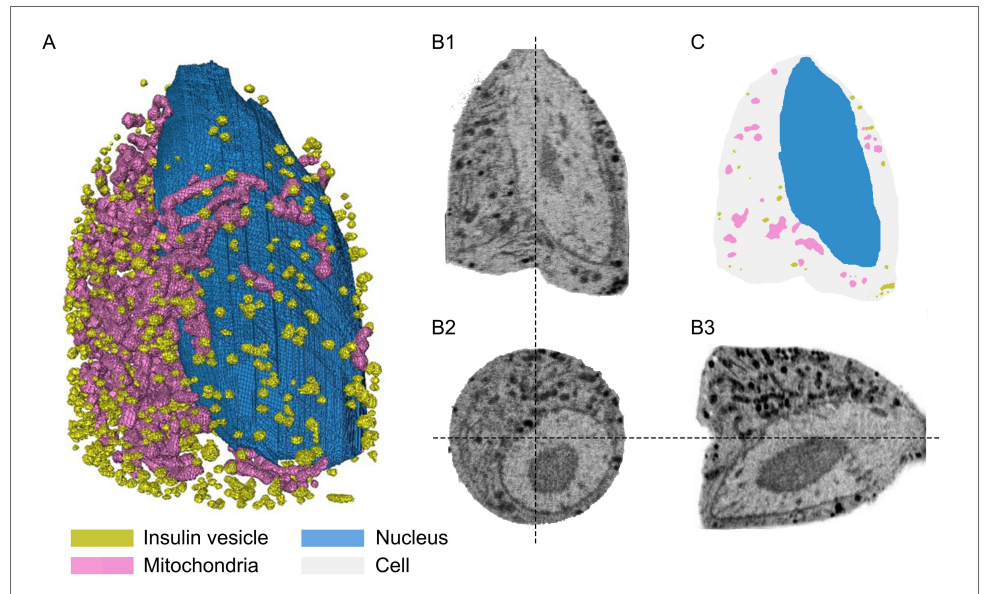 A
B1
C
B2
B3
Insulin vesicle
Nucleus
Mitochondria
Cell